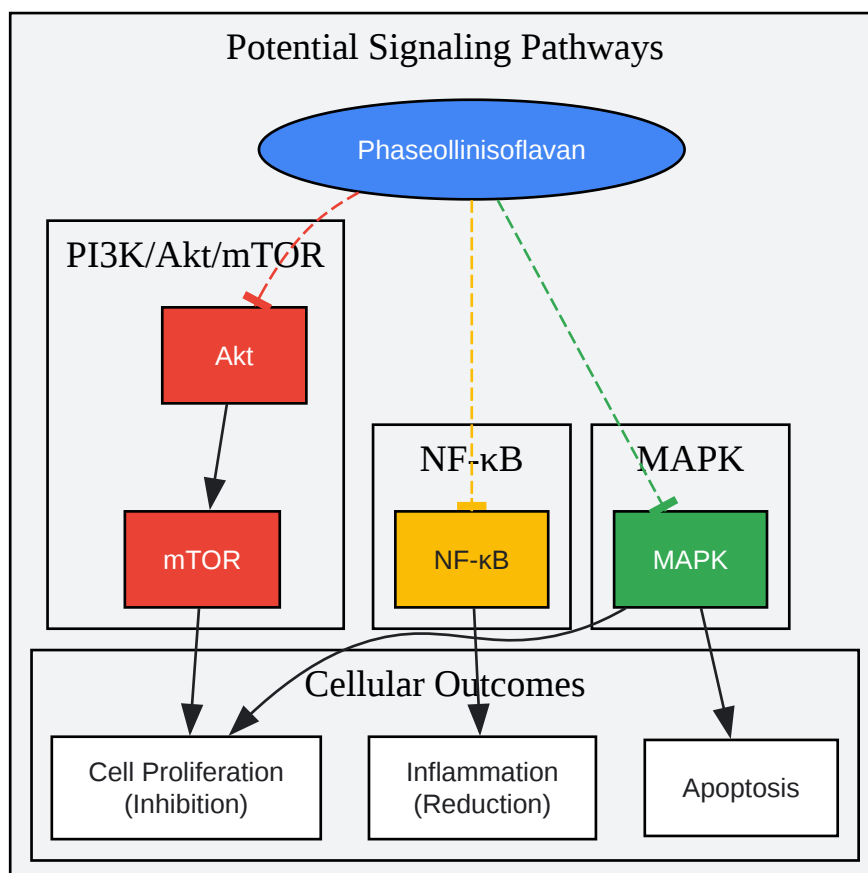 Potential Signaling Pathways
Phaseollinisoflavan
PI3K/Akt/mTOR
Akt
NF-κB
MAPK
mTOR
NF-κB
MAPK
Cellular Outcomes
Cell Proliferation
(Inhibition)
Inflammation
(Reduction)
Apoptosis